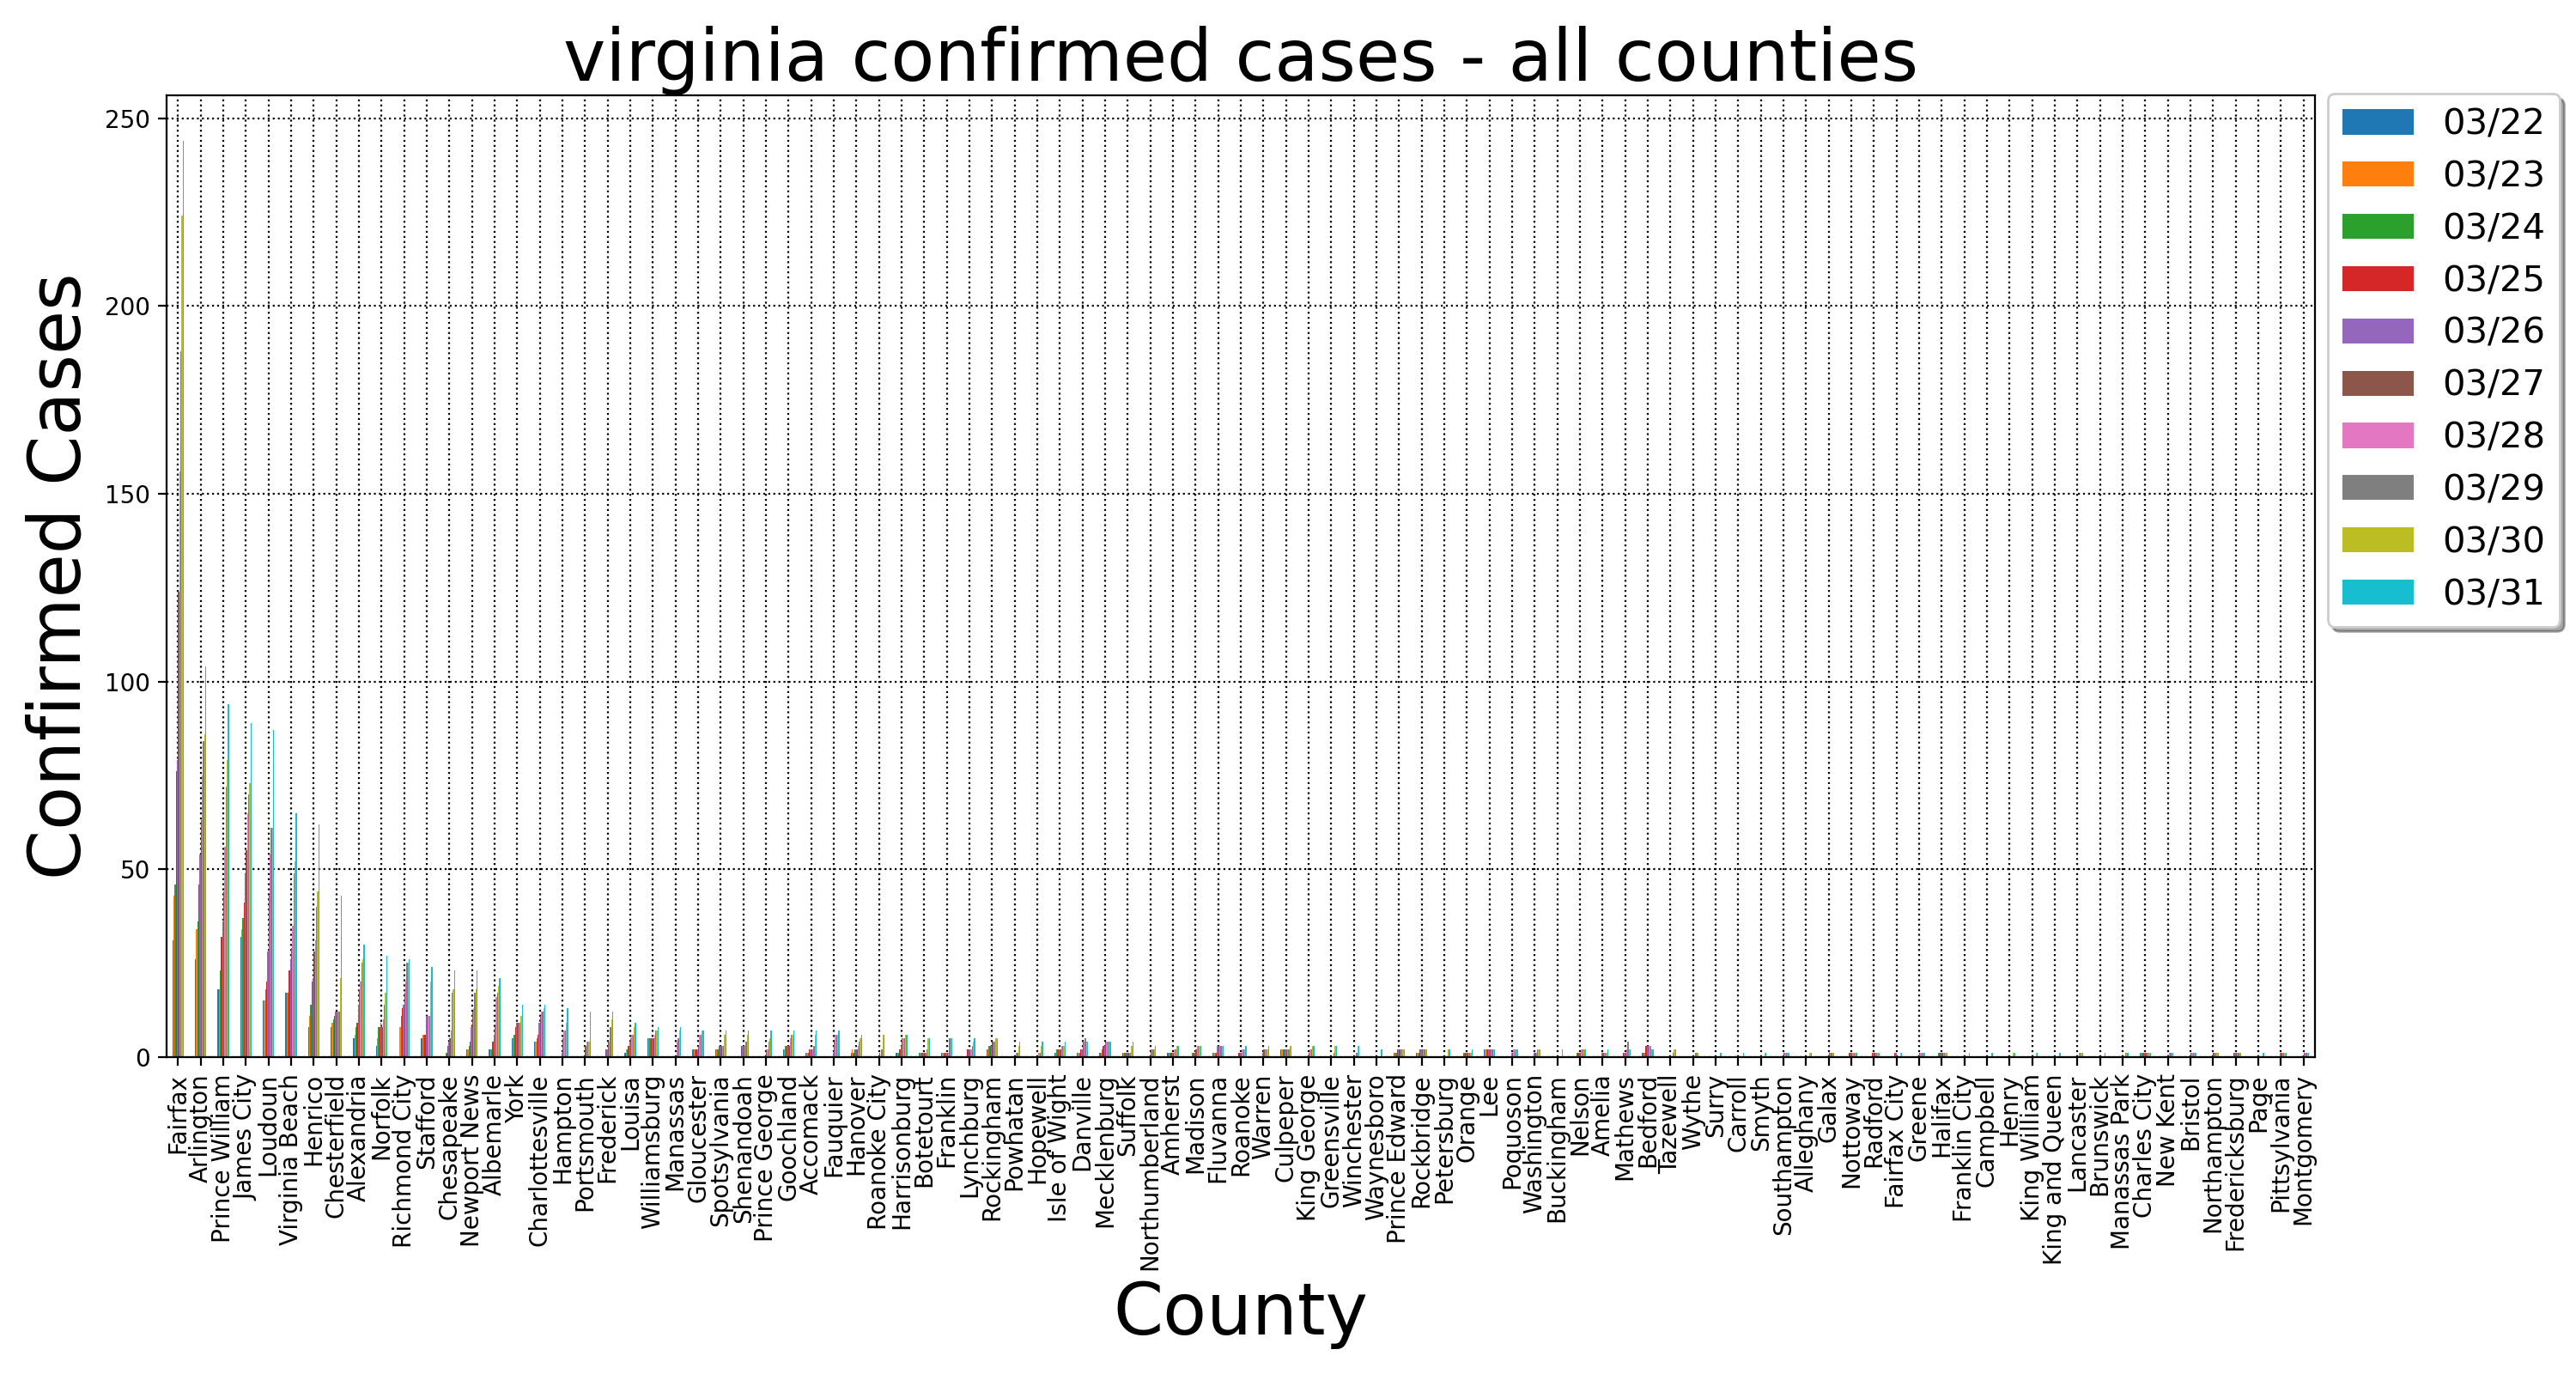 virginia confirmed cases - all counties
Confirmed Cases
250
200
150
100
50
0
03/22
03/23
03/24
03/25
03/26
03/27
03/28
03/29
03/30
03/31
Fairfax
Arlington
Prince William
James City
Loudoun
Virginia Beach
Henrico
Chesterfield
Alexandria
Norfolk
Richmond City
Stafford
Chesapeake
Newport News
Albemarle
York
Charlottesville
Hampton
Portsmouth
Frederick
Louisa
Williamsburg
Manassas
Gloucester
Spotsylvania
Shenandoah
Prince George
Goochland
Accomack
Fauquier
Hanover
Roanoke City
Harrisonburg
Botetourt
Franklin
Lynchburg
Rockingham
Powhatan
Hopewell
Isle of Wight
Danville
Mecklenburg
Suffolk
Northumberland
Amherst
Madison
Fluvanna
Roanoke
Warren
Culpeper
King George
Greensville
Winchester
Waynesboro
Prince Edward
Rockbridge
Petersburg
Orange
Lee
Poquoson
Washington
Buckingham
Nelson
Amelia
Mathews
Bedford
Tazewell
Wythe
Surry
Carroll
Smyth
Southampton
Alleghany
Galax
Nottoway
Radford
Fairfax City
Greene
Halifax
Franklin City
Campbell
Henry
King William
King and Queen
Lancaster
Brunswick
Manassas Park
Charles City
New Kent
Bristol
Northampton
Fredericksburg
Page
Pittsylvania
Montgomery
County